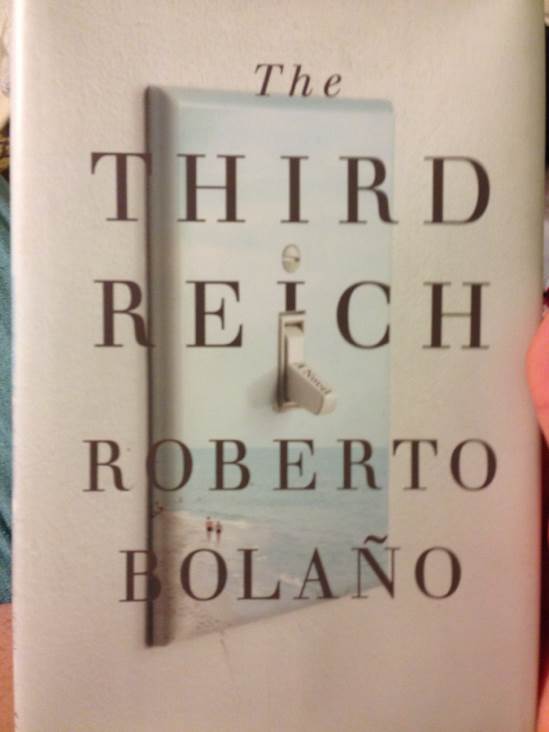 The
THIRD
REICH
A Novel
ROBERTO
BOLAÑO